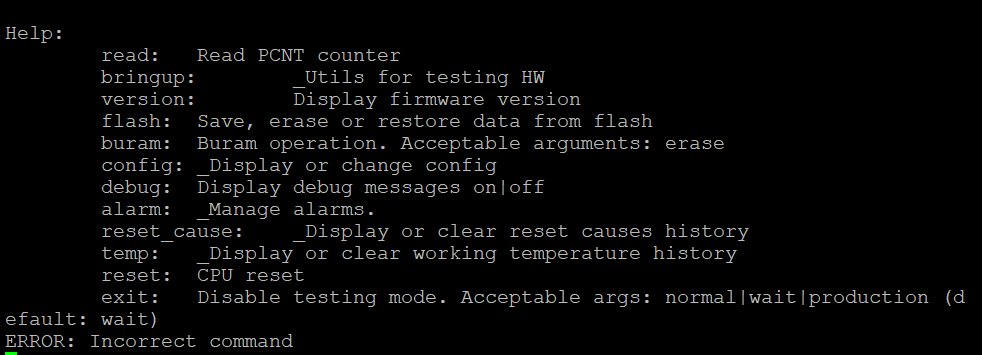 Help:
read: Read PCNT counter
bringup: _Utils for testing HW
version: Display firmware version
flash: Save, erase or restore data from flash
buram: Buram operation. Acceptable arguments: erase
config: _Display or change config
debug: Display debug messages on|off
alarm: _Manage alarms.
reset_cause: _Display or clear reset causes history
temp: _Display or clear working temperature history
reset: CPU reset
exit: Disable testing mode. Acceptable args: normal|wait|production (d
efault: wait)
ERROR: Incorrect command